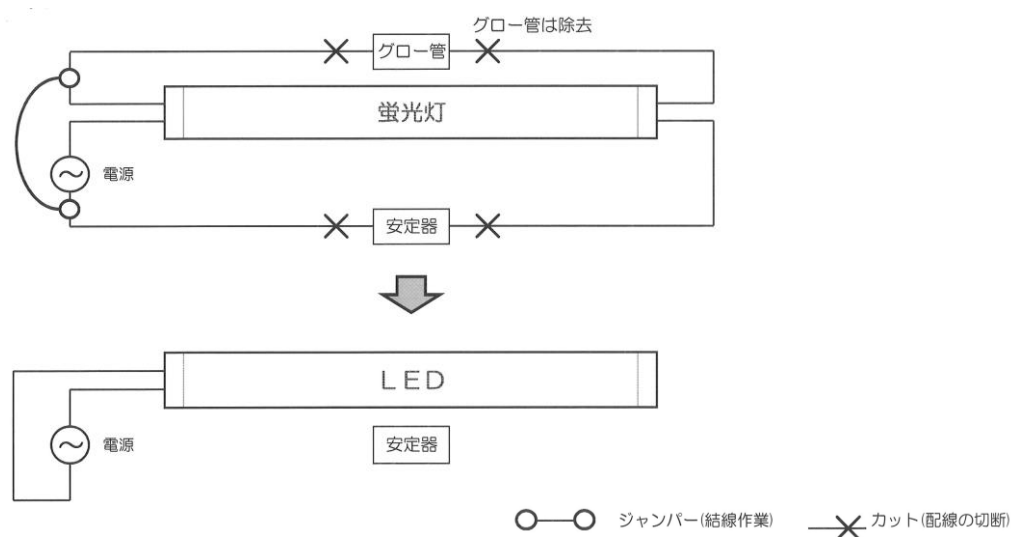 グロー管は除去
グロー管
蛍光灯
電源
安定器
LED
電源
安定器
ジャンパー(結線作業)
カット(配線の切断)